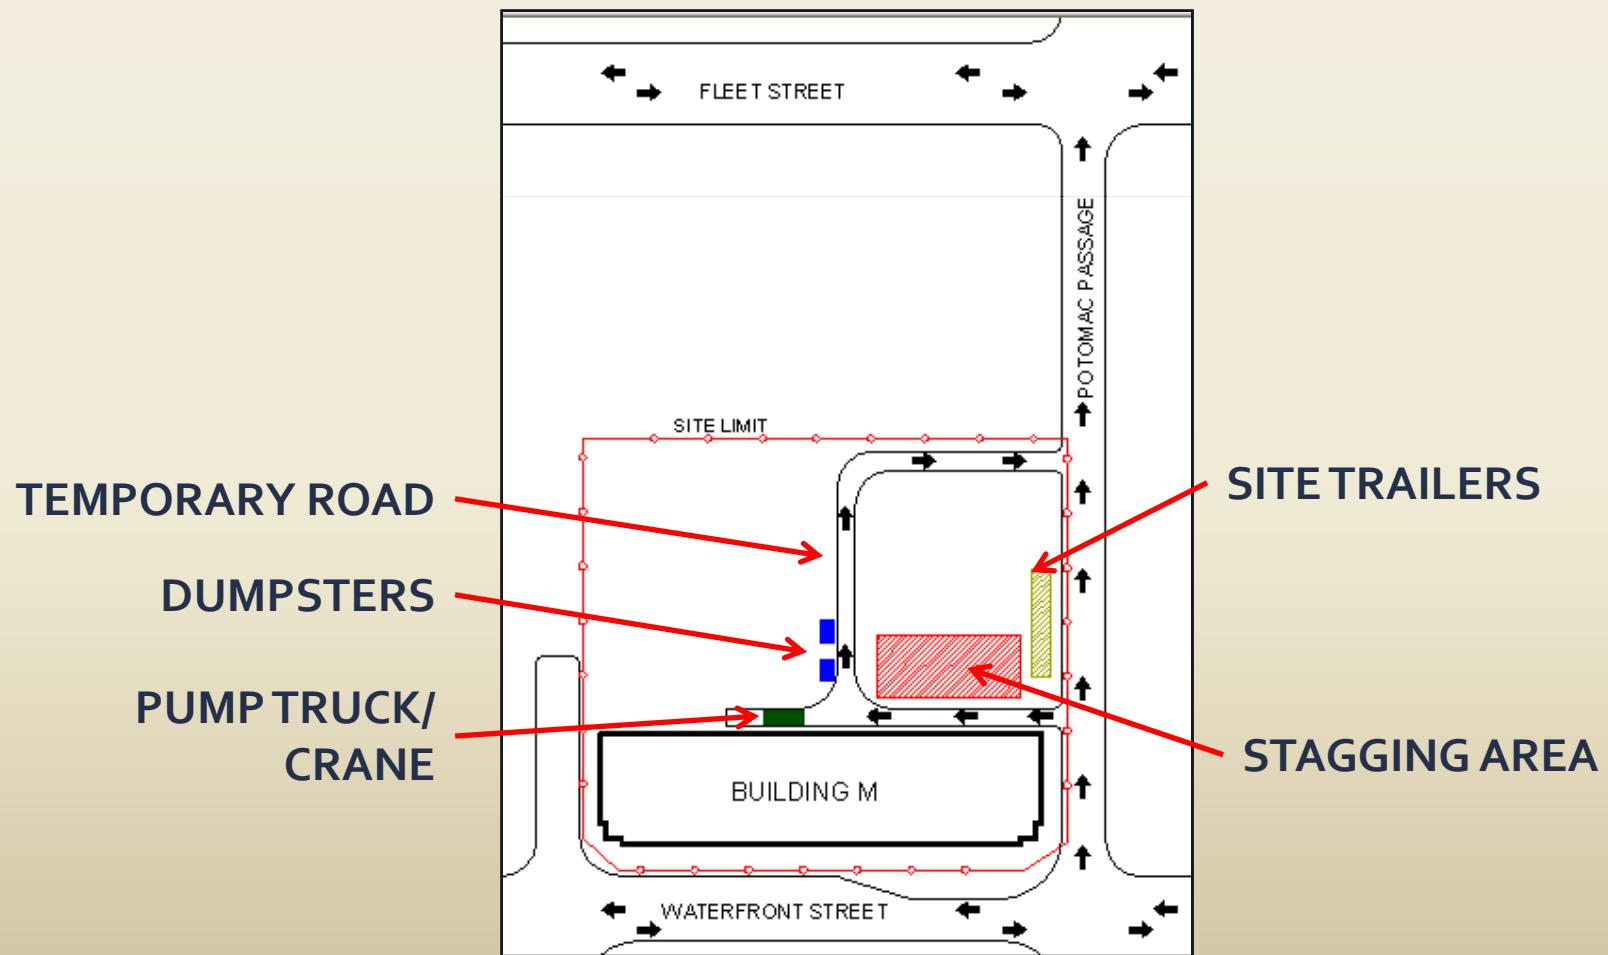 FLEET STREET
POTOMAC PASSAGE
SITE LIMIT
TEMPORARY ROAD
SITE TRAILERS
DUMPSTERS
PUMP TRUCK/
CRANE
STAGGING AREA
BUILDING M
WATERFRONT STREET